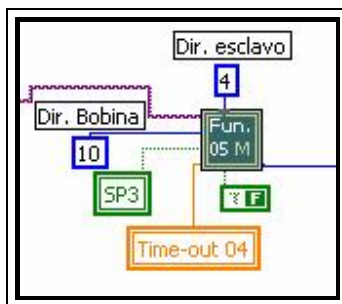 Dir. esclavo
4
Dir. Bobina
Fun.
05 M
10
SP3
? F
Time-out 04